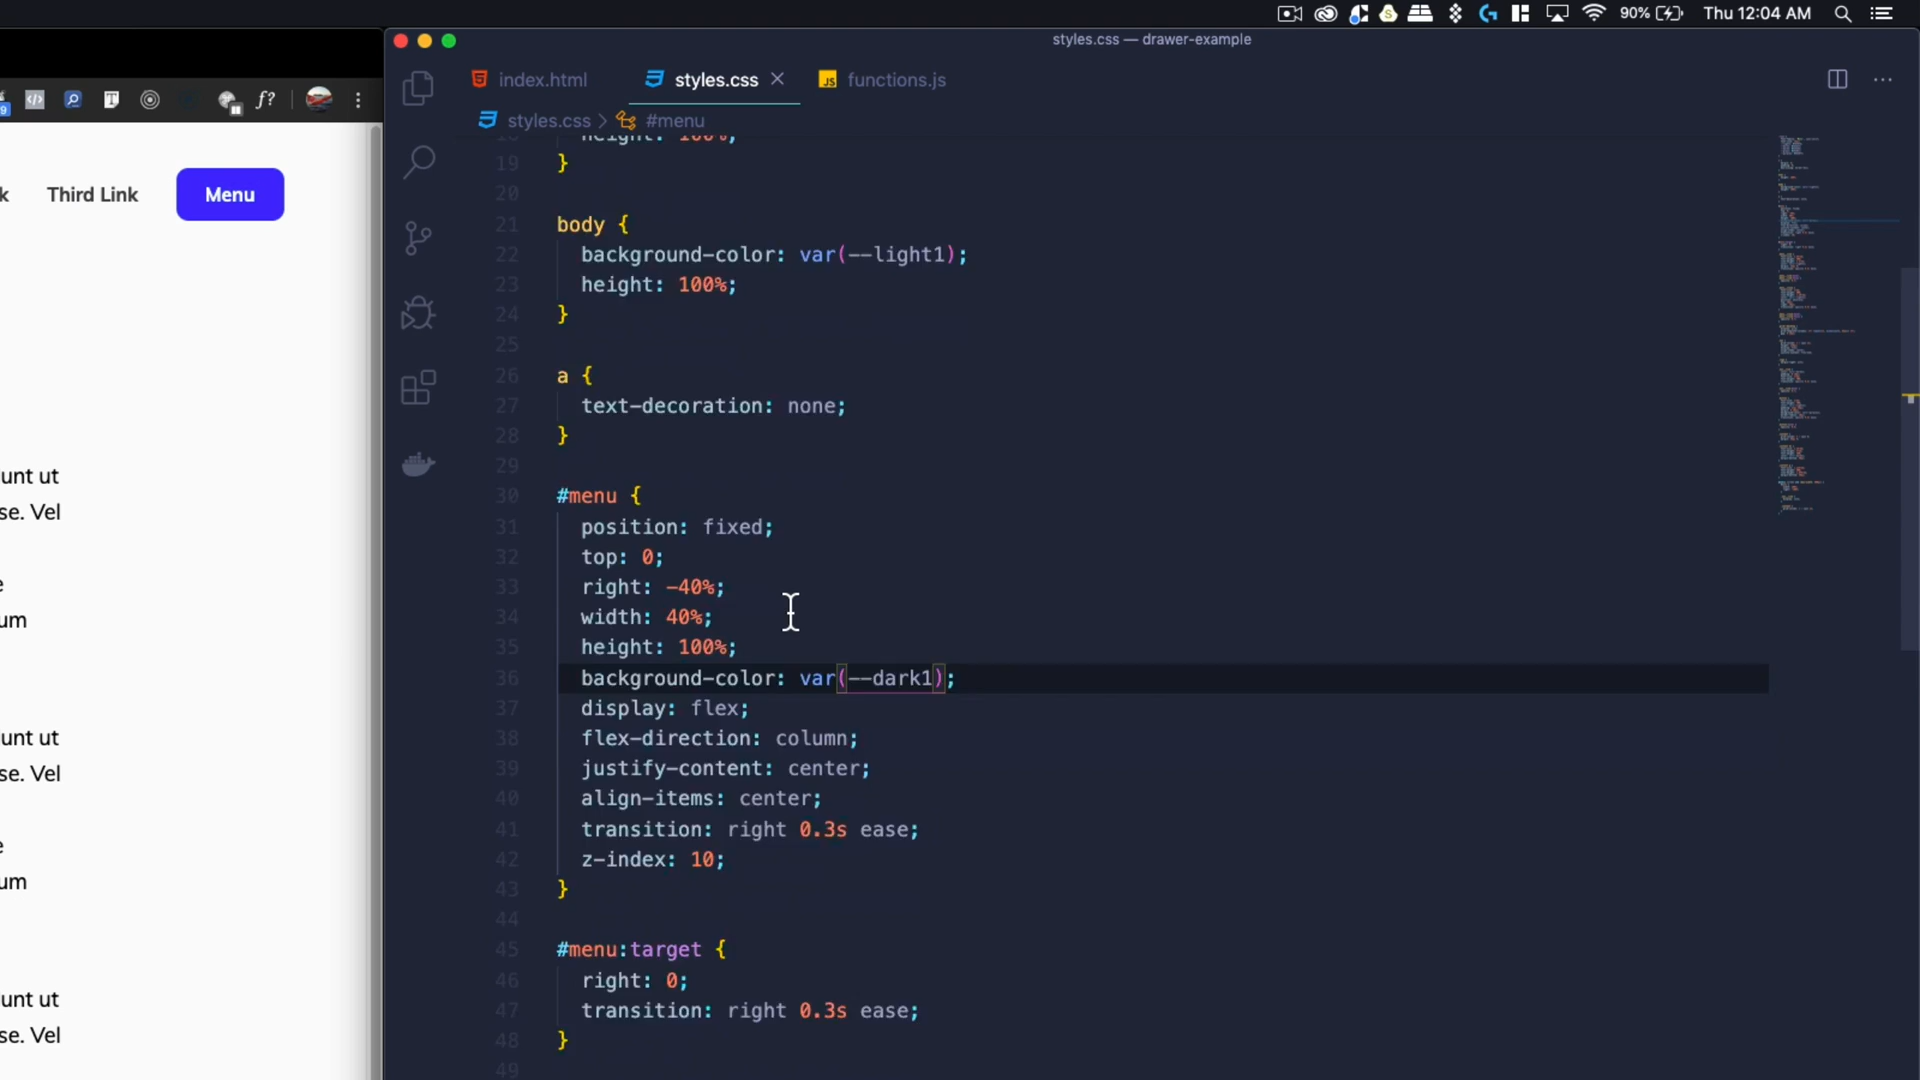 90%
Thu 12:04 AM
styles.css — drawer-example
index.html
styles.css
functions.js
styles.css > #menu
k
Third Link
Menu
unt ut
se. Vel
e
um
unt ut
se. Vel
e
um
unt ut
se. Vel
height: 100%;
19 }
20
21 body {
22 background-color: var(--light1);
23 height: 100%;
24 }
25
26 a {
27 text-decoration: none;
28 }
29
30 #menu {
31 position: fixed;
32 top: 0;
33 right: -40%;
34 width: 40%;
35 height: 100%;
36 background-color: var(--dark1);
37 display: flex;
38 flex-direction: column;
39 justify-content: center;
40 align-items: center;
41 transition: right 0.3s ease;
42 z-index: 10;
43 }
44
45 #menu:target {
46 right: 0;
47 transition: right 0.3s ease;
48 }
49